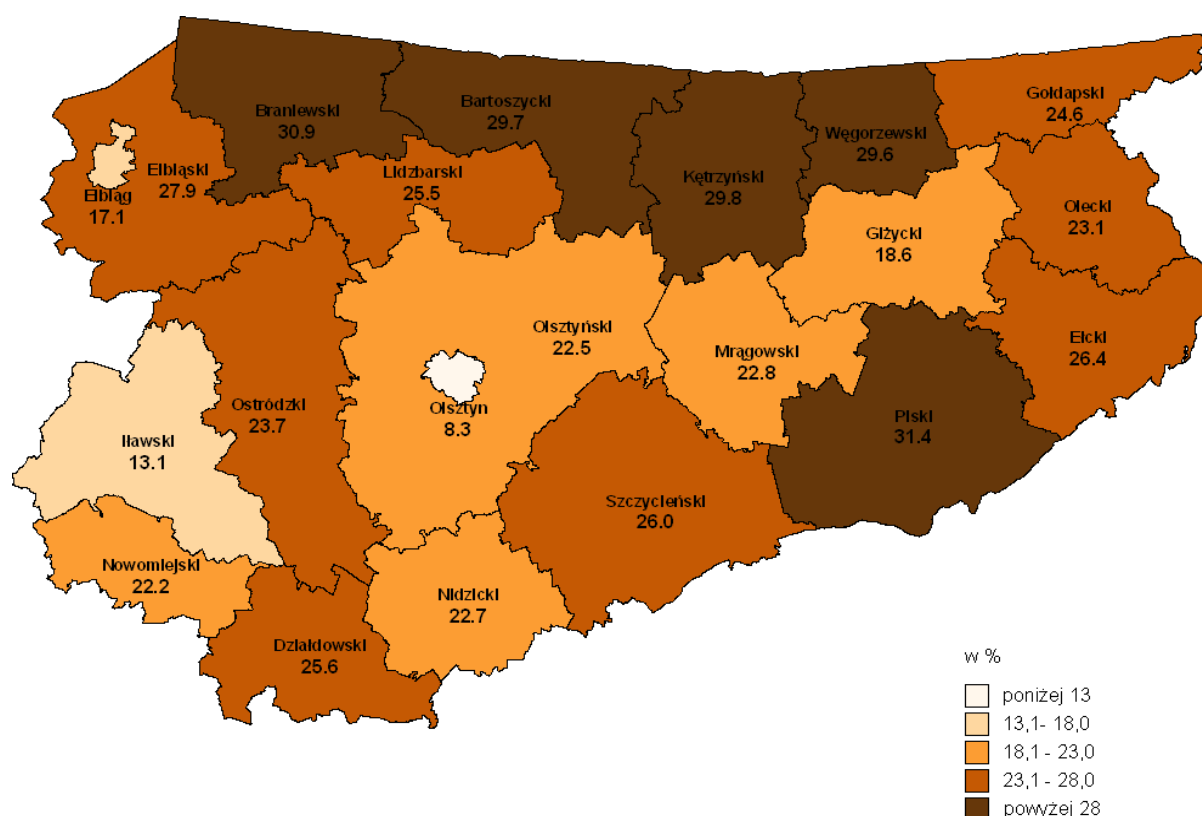 Braniewski
30.9
Bartoszycki
29.7
Gołdapski
24.6
Węgorzewski
29.6
Kętrzyński
29.8
Elbląski
27.9
Elbląg
17.1
Lidzbarski
25.5
Olecki
23.1
Giżycki
18.6
Olsztyński
22.5
Mrągowski
22.8
Ełcki
26.4
Ostródzki
23.7
Olsztyn
8.3
Piski
31.4
Iławski
13.1
Szczycieński
26.0
Nowomiejski
22.2
Nidzicki
22.7
Działdowski
25.6
w %
poniżej 13
13,1- 18,0
18,1 - 23,0
23,1 - 28,0
powyżej 28